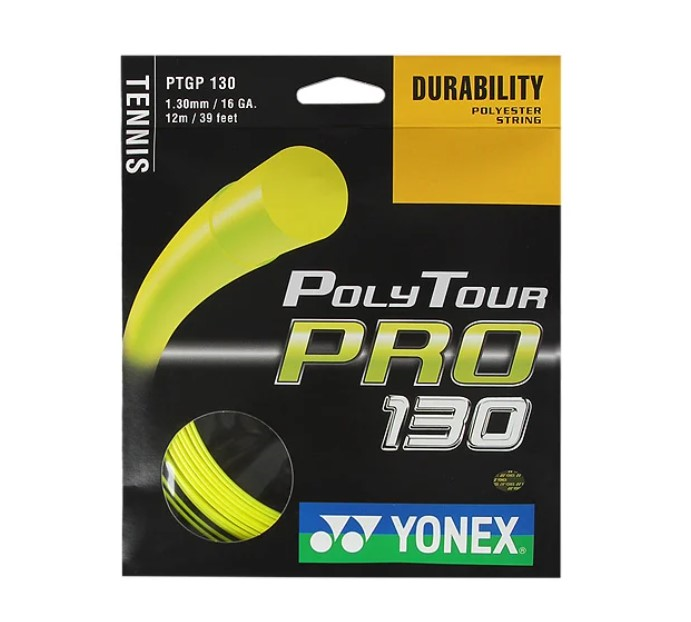 TENNIS
PTGP 130
1.30mm / 16 GA.
12m / 39 feet
DURABILITY
POLYESTER
STRING
POLYTOUR
PRO
130
YONEX®